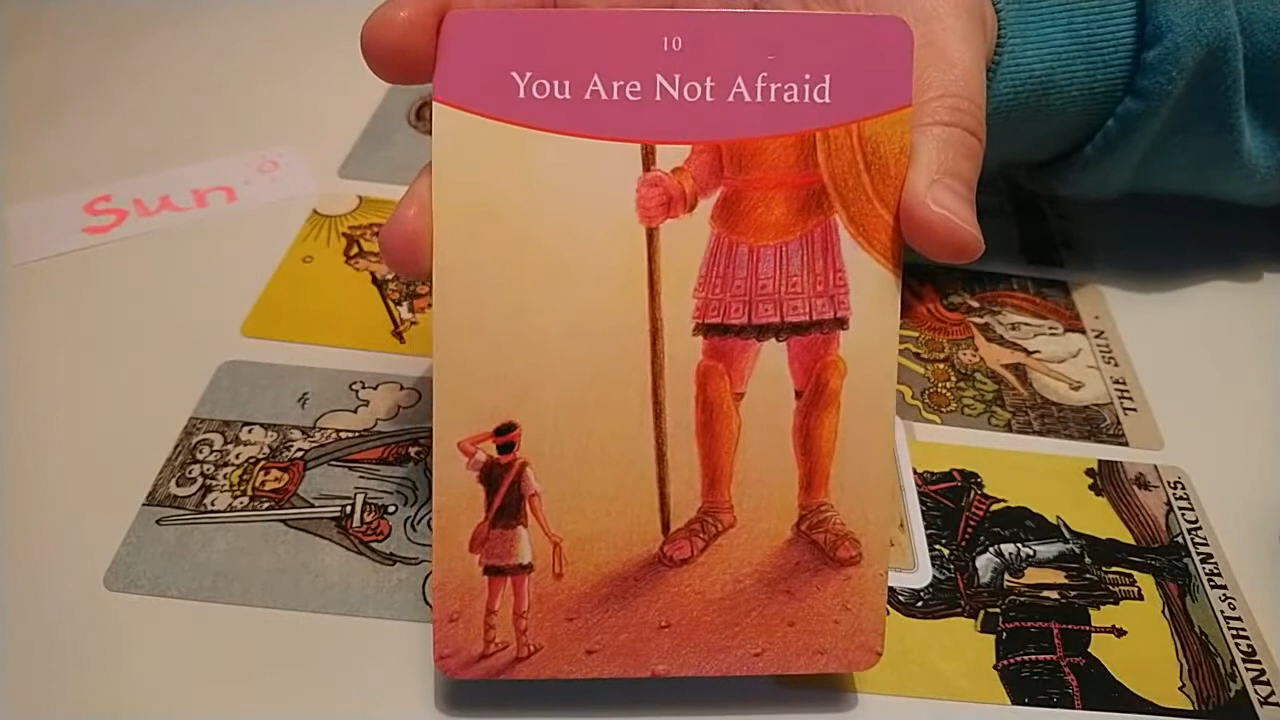 10
You Are Not Afraid
Sun
THE SUN.
KNIGHT of PENTACLES.